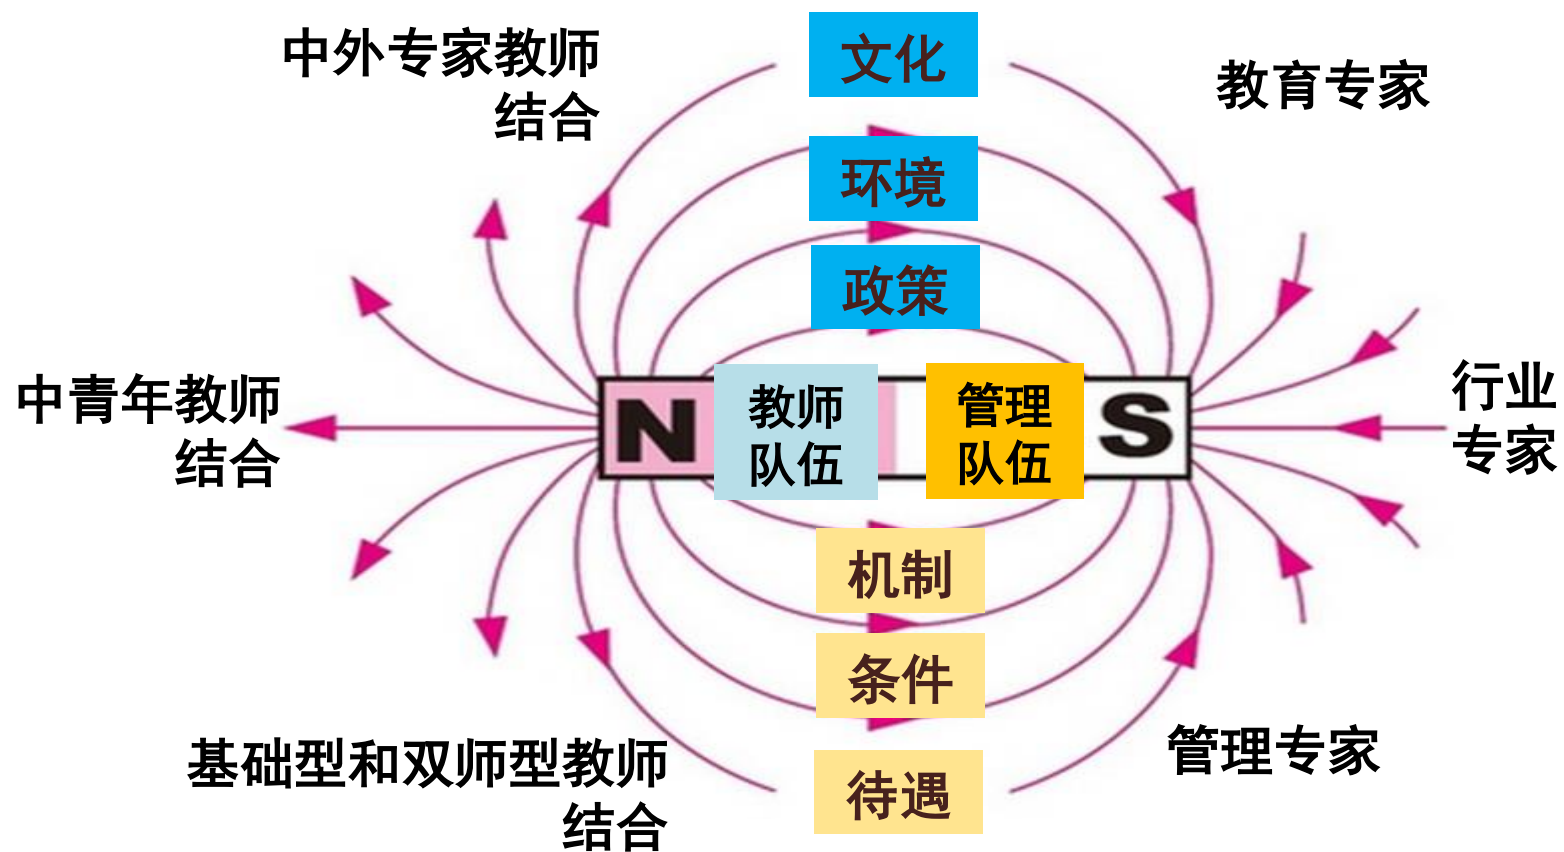 文化
中外专家教师
结合
教育专家
环境
政策
中青年教师
结合
N
教师
队伍
管理
队伍
S
行业
专家
机制
条件
基础型和双师型教师
结合
待遇
管理专家